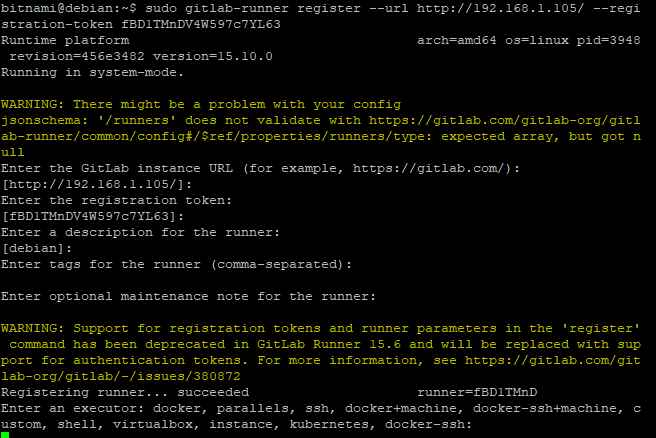 bitnami@debian:~$ sudo gitlab-runner register --url http://192.168.1.105/ --regi
stration-token fBD1TMnDV4W597c7YL63
Runtime platform                                    arch=amd64 os=linux pid=3948
 revision=456e3482 version=15.10.0
Running in system-mode.

WARNING: There might be a problem with your config
jsonschema: '/runners' does not validate with https://gitlab.com/gitlab-org/gitl
ab-runner/common/config#/$ref/properties/runners/type: expected array, but got n
ull
Enter the GitLab instance URL (for example, https://gitlab.com/):
[http://192.168.1.105/]:
Enter the registration token:
[fBD1TMnDV4W597c7YL63]:
Enter a description for the runner:
[debian]:
Enter tags for the runner (comma-separated):

Enter optional maintenance note for the runner:

WARNING: Support for registration tokens and runner parameters in the 'register'
 command has been deprecated in GitLab Runner 15.6 and will be replaced with sup
port for authentication tokens. For more information, see https://gitlab.com/git
lab-org/gitlab/-/issues/380872
Registering runner... succeeded                     runner=fBD1TMnD
Enter an executor: docker, parallels, ssh, docker+machine, docker-ssh+machine, c
ustom, shell, virtualbox, instance, kubernetes, docker-ssh: